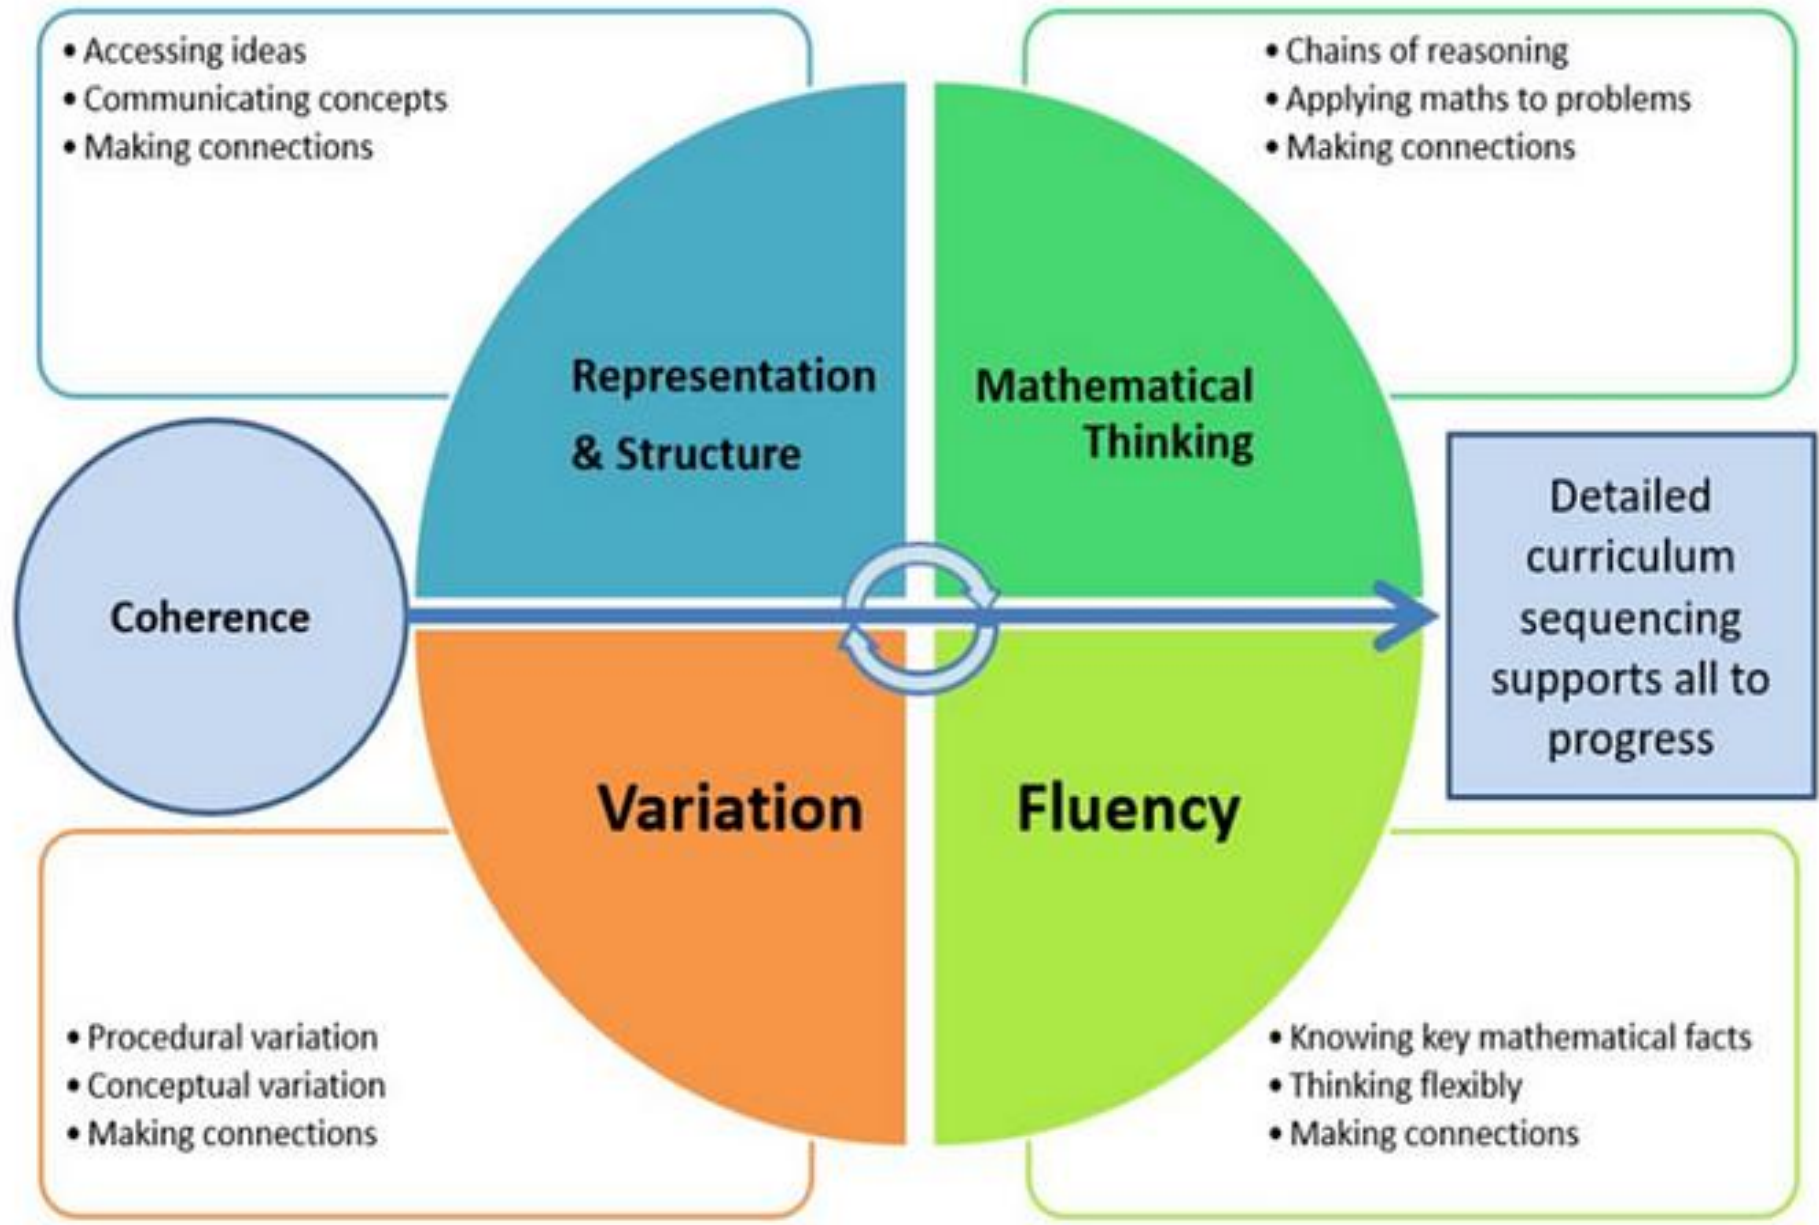 • Accessing ideas
• Communicating concepts
• Making connections
• Chains of reasoning
• Applying maths to problems
• Making connections
Representation
& Structure
Mathematical
Thinking
Coherence
Detailed
curriculum
sequencing
supports all to
progress
Variation
Fluency
• Procedural variation
• Conceptual variation
• Making connections
• Knowing key mathematical facts
• Thinking flexibly
• Making connections